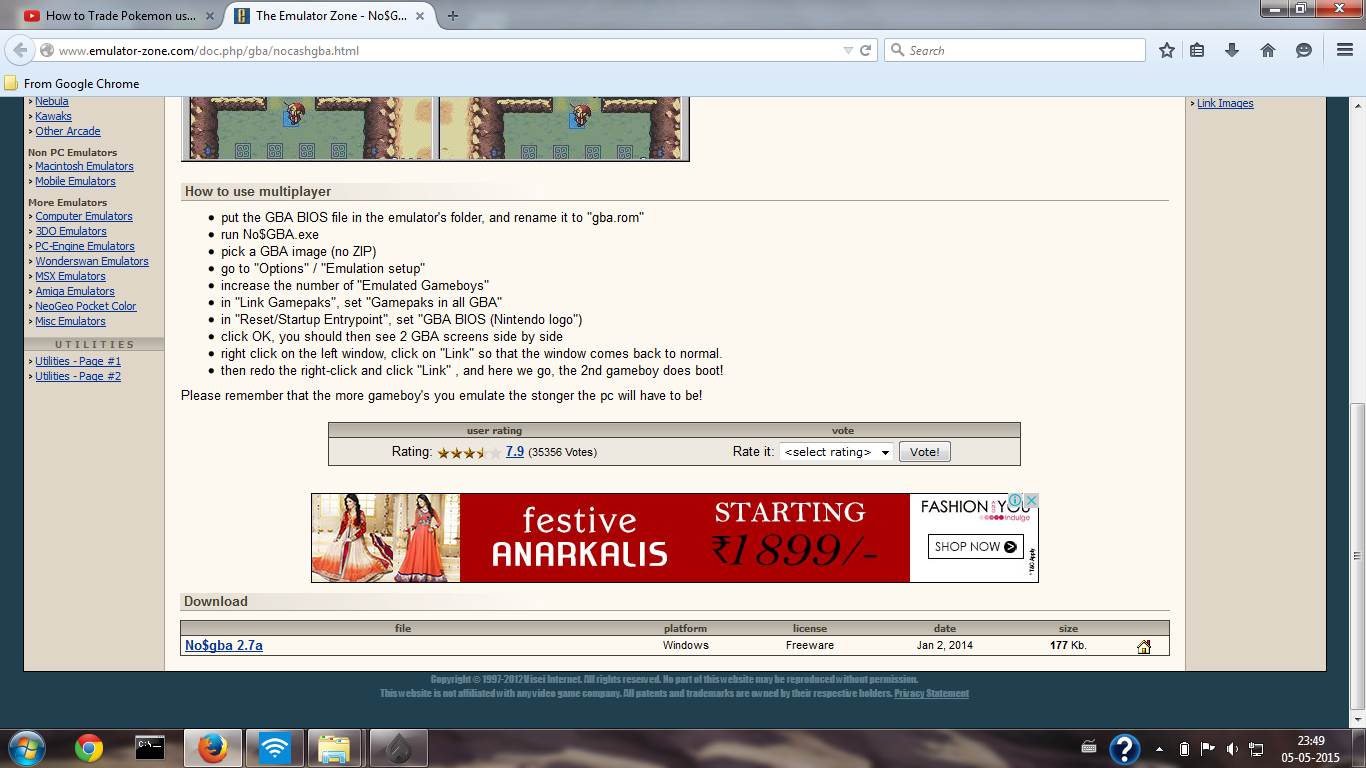 How to Trade Pokemon us...
The Emulator Zone - No$G...
www.emulator-zone.com/doc.php/gba/nocashgba.html
Search
From Google Chrome
Nebula
Kawaks
Other Arcade
Non PC Emulators
Macintosh Emulators
Mobile Emulators
More Emulators
Computer Emulators
3DO Emulators
PC-Engine Emulators
Wonderswan Emulators
MSX Emulators
Amiga Emulators
NeoGeo Pocket Color
Misc Emulators
UTILITIES
Utilities - Page #1
Utilities - Page #2
Link Images
How to use multiplayer
put the GBA BIOS file in the emulator's folder, and rename it to "gba.rom"
run No$GBA.exe
pick a GBA image (no ZIP)
go to "Options" / "Emulation setup"
increase the number of "Emulated Gameboys"
in "Link Gamepaks", set "Gamepaks in all GBA"
in "Reset/Startup Entrypoint", set "GBA BIOS (Nintendo logo")
click OK, you should then see 2 GBA screens side by side
right click on the left window, click on "Link" so that the window comes back to normal.
then redo the right-click and click "Link" , and here we go, the 2nd gameboy does boot!
Please remember that the more gameboy's you emulate the stonger the pc will have to be!
user rating vote
Rating: 7.9 (35356 Votes) Rate it: <select rating> Vote!
festive
ANARKALIS
STARTING
₹1899/-
FASHION AND YOU
indulge
SHOP NOW
*T&C Apply
Download
file platform license date size
No$gba 2.7a Windows Freeware Jan 2, 2014 177 Kb.
Copyright © 1997-2012 Visei Internet. All rights reserved. No part of this website may be reproduced without permission.
This website is not affiliated with any video game company. All patents and trademarks are owned by their respective holders. Privacy Statement
C:\_
23:49
05-05-2015